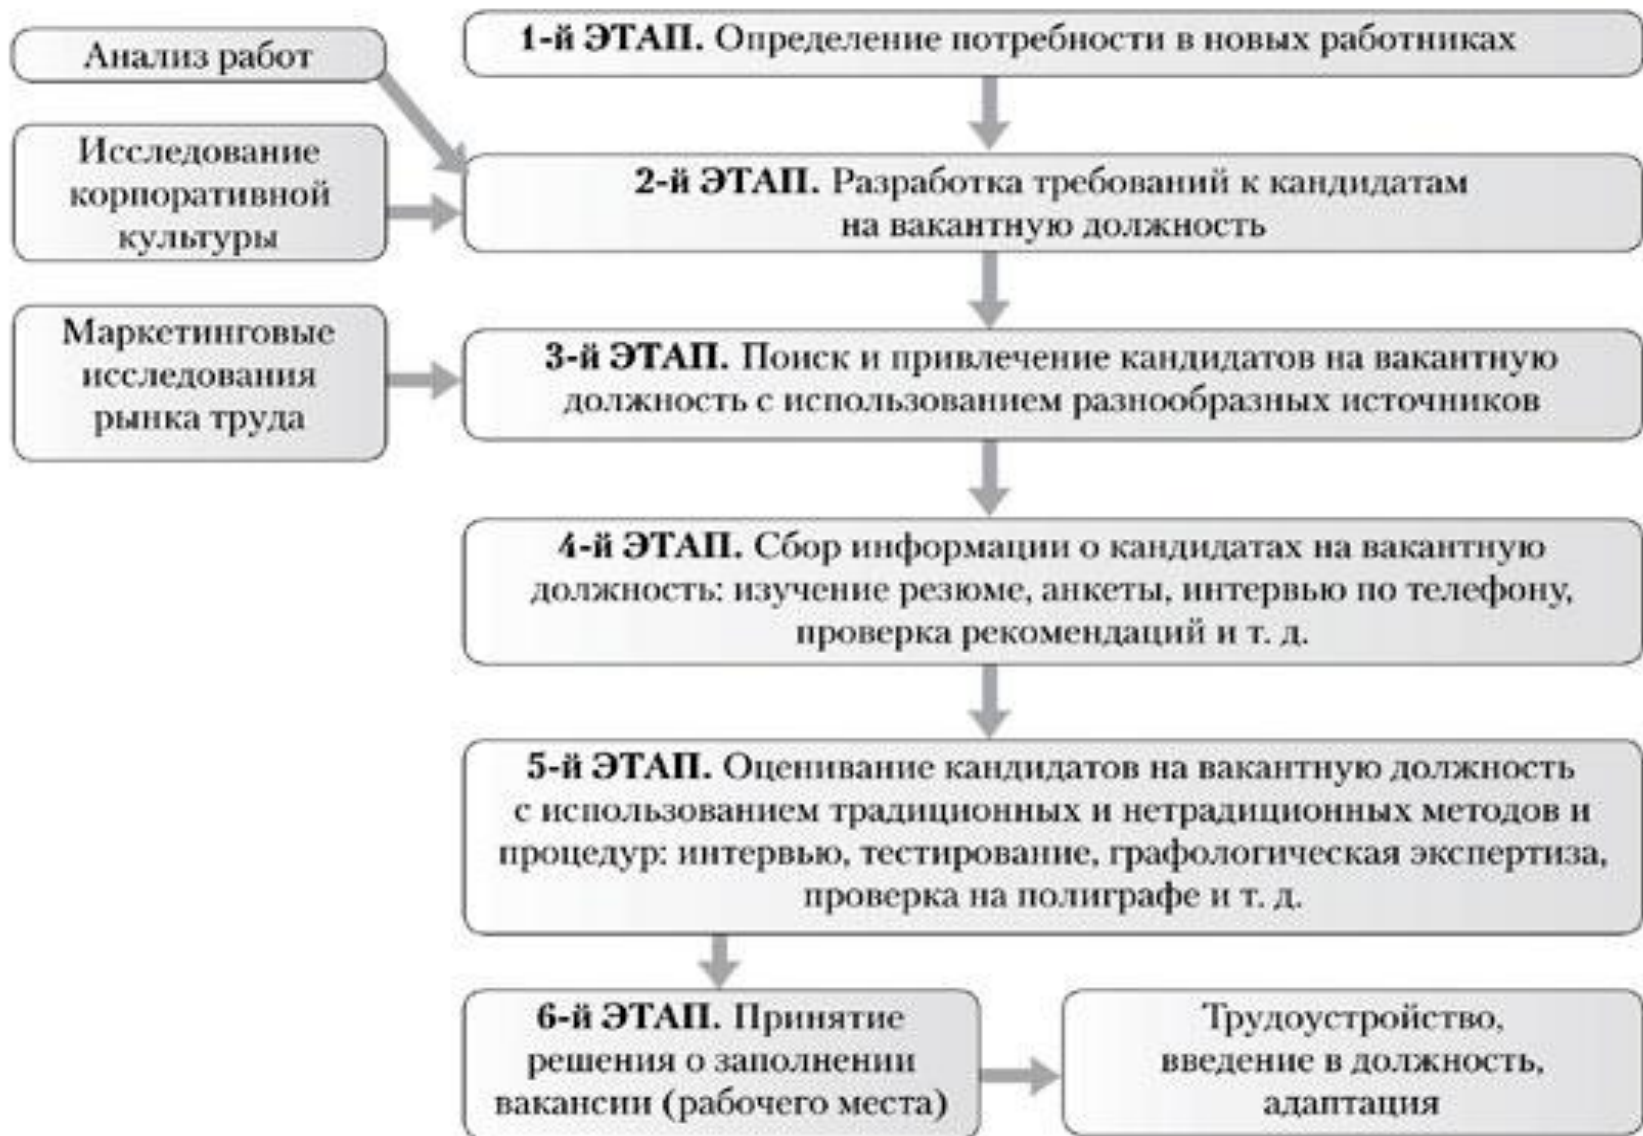 Анализ работ
1-й ЭТАП. Определение потребности в новых работниках
Исследование
корпоративной
культуры
2-й ЭТАП. Разработка требований к кандидатам
на вакантную должность
Маркетинговые
исследования
рынка труда
3-й ЭТАП. Поиск и привлечение кандидатов на вакантную
должность с использованием разнообразных источников
4-й ЭТАП. Сбор информации о кандидатах на вакантную
должность: изучение резюме, анкеты, интервью по телефону,
проверка рекомендаций и т. д.
5-й ЭТАП. Оценивание кандидатов на вакантную должность
с использованием традиционных и нетрадиционных методов и
процедур: интервью, тестирование, графологическая экспертиза,
проверка на полиграфе и т. д.
6-й ЭТАП. Принятие
решения о заполнении
вакансии (рабочего места)
Трудоустройство,
введение в должность,
адаптация